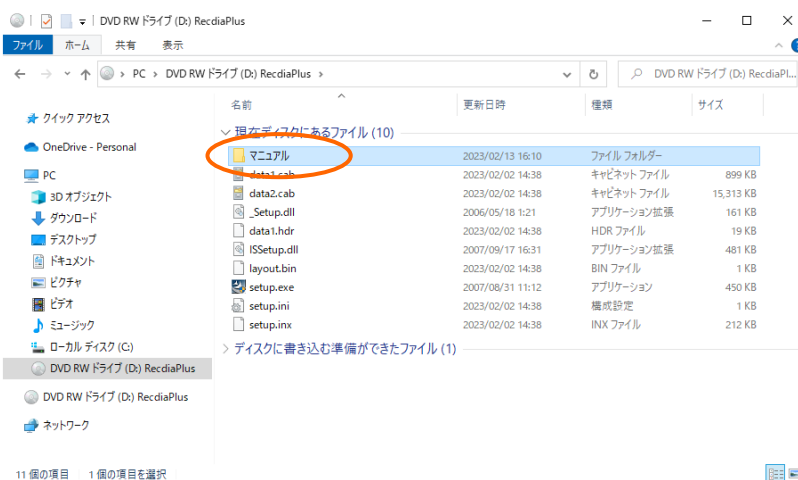 DVD RW ドライブ (D:) RecdiaPlus
ファイル ホーム 共有 表示
PC › DVD RW ドライブ (D:) RecdiaPlus ›
DVD RW ドライブ (D:) RecdiaPl...
名前 更新日時 種類 サイズ
クイック アクセス
OneDrive - Personal
PC
3D オブジェクト
ダウンロード
デスクトップ
ドキュメント
ピクチャ
ビデオ
ミュージック
ローカル ディスク (C:)
DVD RW ドライブ (D:) RecdiaPlus
DVD RW ドライブ (D:) RecdiaPlus
ネットワーク
現在ディスクにあるファイル (10)
マニュアル 2023/02/13 16:10 ファイル フォルダー
data1.cab 2023/02/02 14:38 キャビネット ファイル 899 KB
data2.cab 2023/02/02 14:38 キャビネット ファイル 15,313 KB
_Setup.dll 2006/05/18 1:21 アプリケーション拡張 161 KB
data1.hdr 2023/02/02 14:38 HDR ファイル 19 KB
ISSetup.dll 2007/09/17 16:31 アプリケーション拡張 481 KB
layout.bin 2023/02/02 14:38 BIN ファイル 1 KB
setup.exe 2007/08/31 11:12 アプリケーション 450 KB
setup.ini 2023/02/02 14:38 構成設定 1 KB
setup.inx 2023/02/02 14:38 INX ファイル 212 KB
ディスクに書き込む準備ができたファイル (1)
11 個の項目 1 個の項目を選択